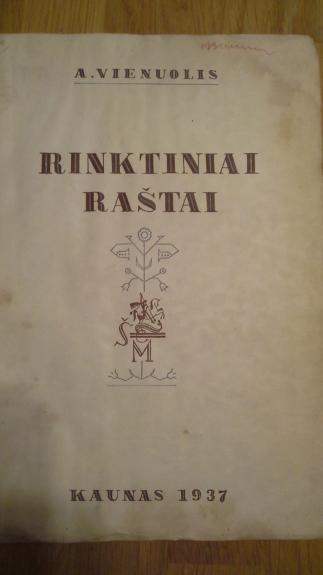 A. VIENUOLIS
RINKTINIAI
RAŠTAI
Š M
KAUNAS 1937